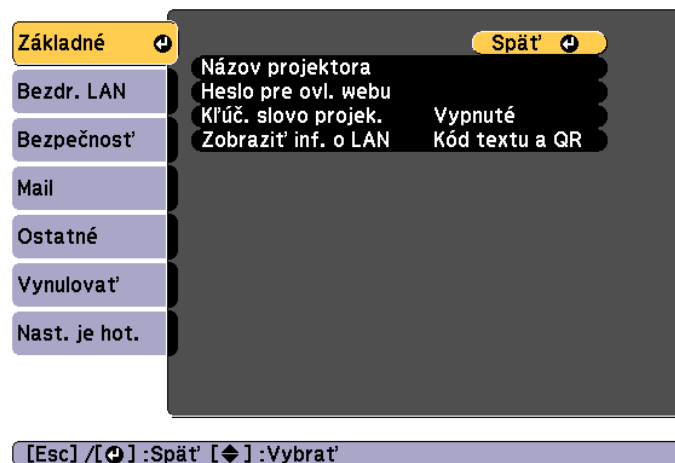 Základné
Bezdr. LAN
Bezpečnosť
Mail
Ostatné
Vynulovať
Nast. je hot.
Späť
Názov projektora
Heslo pre ovl. webu
Kľúč. slovo projek. Vypnuté
Zobraziť inf. o LAN Kód textu a QR
[Esc] /[⏎] :Späť [◆] :Vybrať